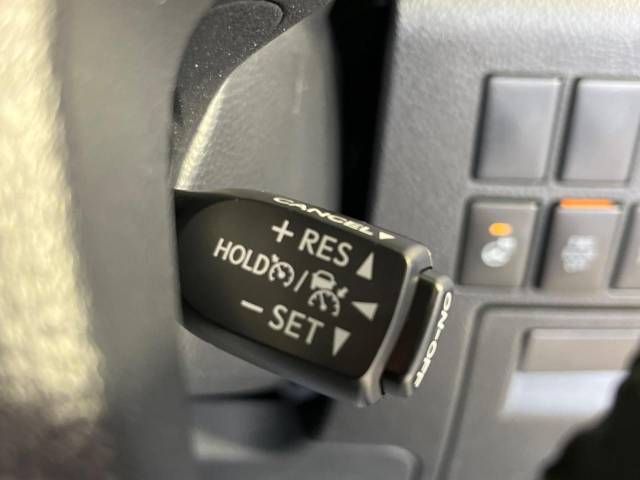 CANCEL
+ RES
HOLD /
− SET
ON-OFF